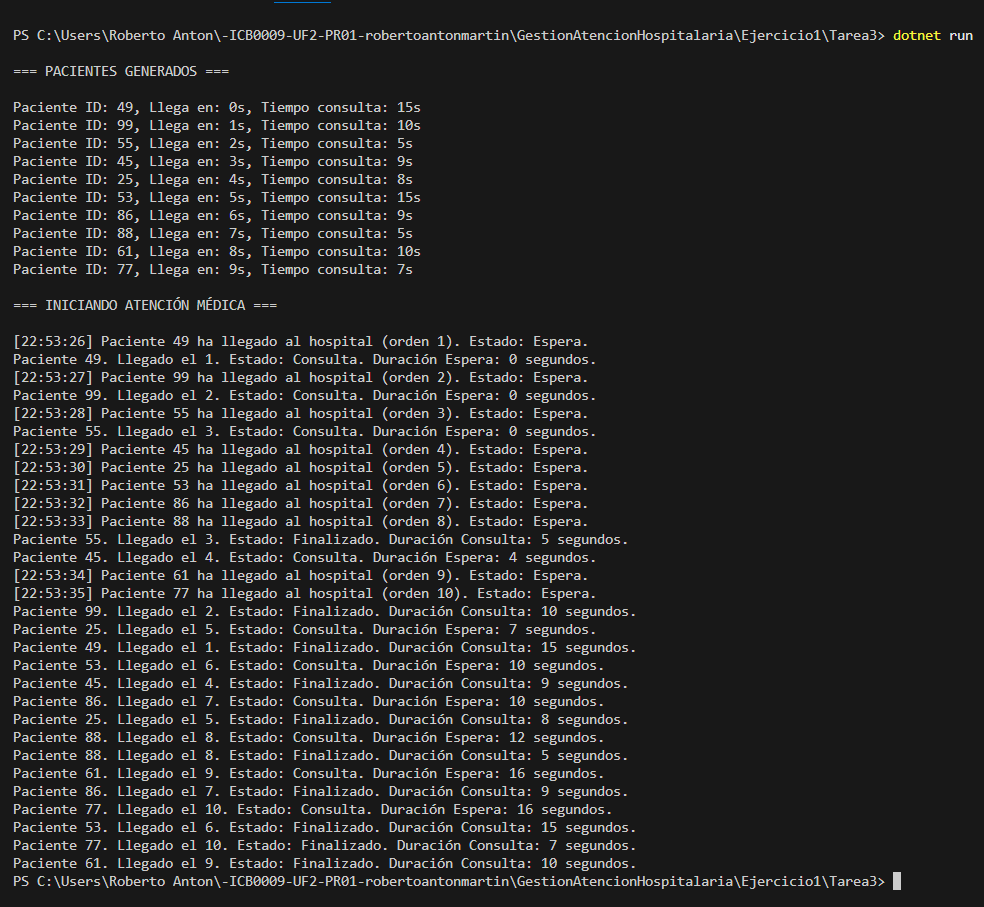 PS C:\Users\Roberto Anton\-ICB0009-UF2-PR01-robertoantonmartin\GestionAtencionHospitalaria\Ejercicio1\Tarea3> dotnet run
=== PACIENTES GENERADOS ===
Paciente ID: 49, Llega en: 0s, Tiempo consulta: 15s
Paciente ID: 99, Llega en: 1s, Tiempo consulta: 10s
Paciente ID: 55, Llega en: 2s, Tiempo consulta: 5s
Paciente ID: 45, Llega en: 3s, Tiempo consulta: 9s
Paciente ID: 25, Llega en: 4s, Tiempo consulta: 8s
Paciente ID: 53, Llega en: 5s, Tiempo consulta: 15s
Paciente ID: 86, Llega en: 6s, Tiempo consulta: 9s
Paciente ID: 88, Llega en: 7s, Tiempo consulta: 5s
Paciente ID: 61, Llega en: 8s, Tiempo consulta: 10s
Paciente ID: 77, Llega en: 9s, Tiempo consulta: 7s
=== INICIANDO ATENCIÓN MÉDICA ===
[22:53:26] Paciente 49 ha llegado al hospital (orden 1). Estado: Espera.
Paciente 49. Llegado el 1. Estado: Consulta. Duración Espera: 0 segundos.
[22:53:27] Paciente 99 ha llegado al hospital (orden 2). Estado: Espera.
Paciente 99. Llegado el 2. Estado: Consulta. Duración Espera: 0 segundos.
[22:53:28] Paciente 55 ha llegado al hospital (orden 3). Estado: Espera.
Paciente 55. Llegado el 3. Estado: Consulta. Duración Espera: 0 segundos.
[22:53:29] Paciente 45 ha llegado al hospital (orden 4). Estado: Espera.
[22:53:30] Paciente 25 ha llegado al hospital (orden 5). Estado: Espera.
[22:53:31] Paciente 53 ha llegado al hospital (orden 6). Estado: Espera.
[22:53:32] Paciente 86 ha llegado al hospital (orden 7). Estado: Espera.
[22:53:33] Paciente 88 ha llegado al hospital (orden 8). Estado: Espera.
Paciente 55. Llegado el 3. Estado: Finalizado. Duración Consulta: 5 segundos.
Paciente 45. Llegado el 4. Estado: Consulta. Duración Espera: 4 segundos.
[22:53:34] Paciente 61 ha llegado al hospital (orden 9). Estado: Espera.
[22:53:35] Paciente 77 ha llegado al hospital (orden 10). Estado: Espera.
Paciente 99. Llegado el 2. Estado: Finalizado. Duración Consulta: 10 segundos.
Paciente 25. Llegado el 5. Estado: Consulta. Duración Espera: 7 segundos.
Paciente 49. Llegado el 1. Estado: Finalizado. Duración Consulta: 15 segundos.
Paciente 53. Llegado el 6. Estado: Consulta. Duración Espera: 10 segundos.
Paciente 45. Llegado el 4. Estado: Finalizado. Duración Consulta: 9 segundos.
Paciente 86. Llegado el 7. Estado: Consulta. Duración Espera: 10 segundos.
Paciente 25. Llegado el 5. Estado: Finalizado. Duración Consulta: 8 segundos.
Paciente 88. Llegado el 8. Estado: Consulta. Duración Espera: 12 segundos.
Paciente 88. Llegado el 8. Estado: Finalizado. Duración Consulta: 5 segundos.
Paciente 61. Llegado el 9. Estado: Consulta. Duración Espera: 16 segundos.
Paciente 86. Llegado el 7. Estado: Finalizado. Duración Consulta: 9 segundos.
Paciente 77. Llegado el 10. Estado: Consulta. Duración Espera: 16 segundos.
Paciente 53. Llegado el 6. Estado: Finalizado. Duración Consulta: 15 segundos.
Paciente 77. Llegado el 10. Estado: Finalizado. Duración Consulta: 7 segundos.
Paciente 61. Llegado el 9. Estado: Finalizado. Duración Consulta: 10 segundos.
PS C:\Users\Roberto Anton\-ICB0009-UF2-PR01-robertoantonmartin\GestionAtencionHospitalaria\Ejercicio1\Tarea3>